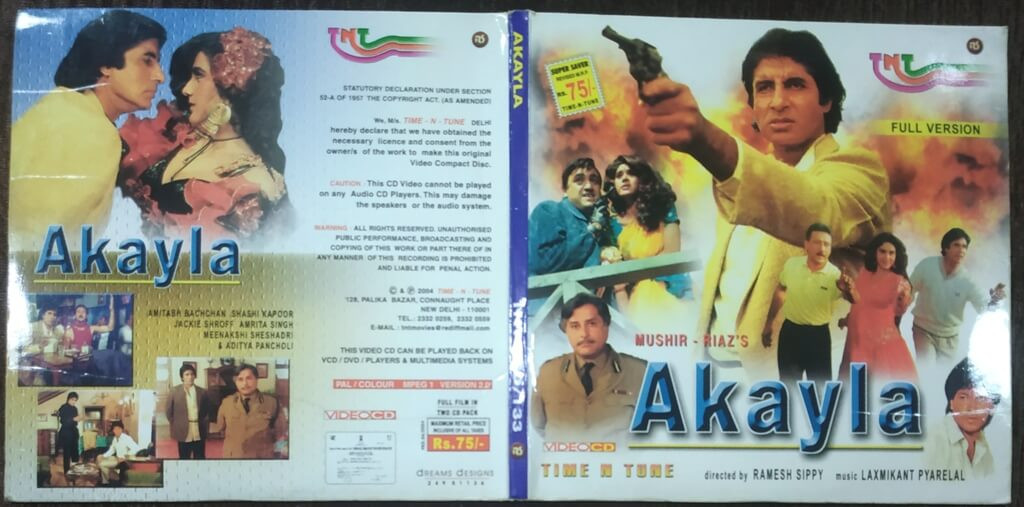 TNT
STATUTORY DECLARATION UNDER SECTION
52-A OF 1957 THE COPYRIGHT ACT. (AS AMENDED)
We, M/s. TIME - N - TUNE DELHI
hereby declare that we have obtained the
necessary licence and consent from the
owner/s of the work to make this original
Video Compact Disc.
CAUTION : This CD Video cannot be played
on any Audio CD Players. This may damage
the speakers or the audio system.
WARNING : ALL RIGHTS RESERVED. UNAUTHORISED
PUBLIC PERFORMANCE, BROADCASTING AND
COPYING OF THIS WORK OR PART THERE OF IN
ANY MANNER OF THIS RECORDING IS PROHIBITED
AND LIABLE FOR PENAL ACTION.
Akayla
AMITABH BACHCHAN SHASHI KAPOOR
JACKIE SHROFF AMRITA SINGH
MEENAKSHI SHESHADRI
& ADITYA PANCHOLI
© & ℗ 2004 TIME - N - TUNE
128, PALIKA BAZAR, CONNAUGHT PLACE
NEW DELHI - 110001
TEL.: 2332 0259, 2332 0559
E-MAIL : tntmovies@rediffmail.com
THIS VIDEO CD CAN BE PLAYED BACK ON
VCD / DVD / PLAYERS & MULTIMEDIA SYSTEMS
PAL / COLOUR MPEG 1 VERSION 2.0
VIDEO CD
FULL FILM IN
TWO CD PACK
MAXIMUM RETAIL PRICE
INCLUSIVE OF ALL TAXES
Rs.75/-
DREAMS DESIGNS
AKAYLA
33
TNT
SUPER SAVER
REVISED M.R.P.
Rs. 75/-
TIME-N-TUNE
FULL VERSION
MUSHIR - RIAZ'S
Akayla
VIDEO CD
TIME N TUNE
directed by RAMESH SIPPY music LAXMIKANT PYARELAL